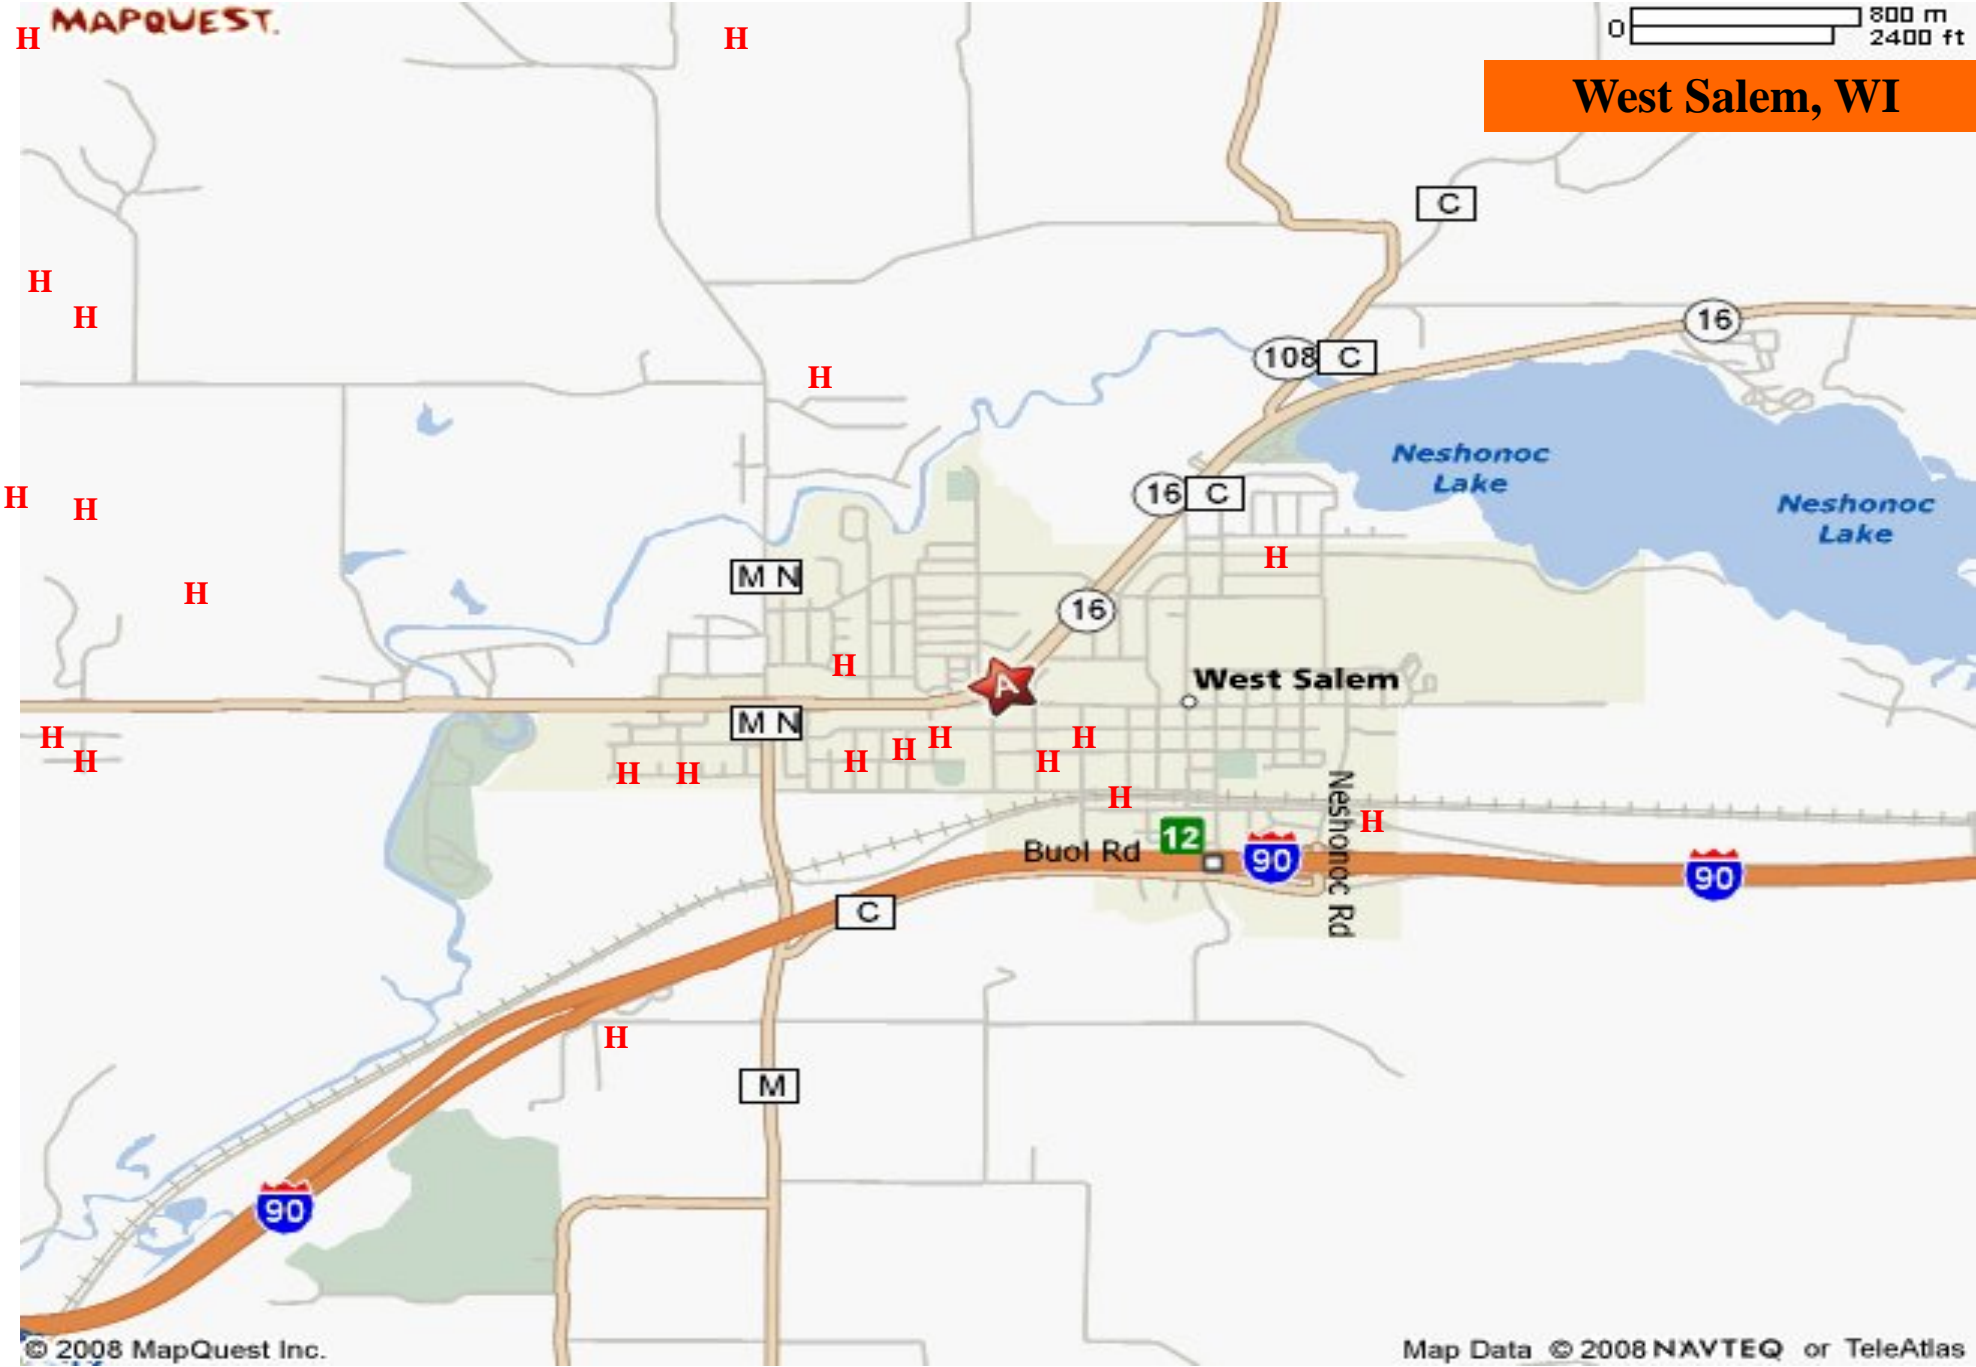 MAPQUEST.
H
H
0
800 m
2400 ft
West Salem, WI
C
H
H
16
108 C
H
Neshonoc
Lake
16 C
Neshonoc
Lake
H
H
H
M N
H
16
H
West Salem
A
M N
H
H
H
H
H
H
H
H
H
H
H
Neshonoc Rd
H
12
Buol Rd
90
90
C
H
M
90
© 2008 MapQuest Inc.
Map Data © 2008 NAVTEQ or TeleAtlas